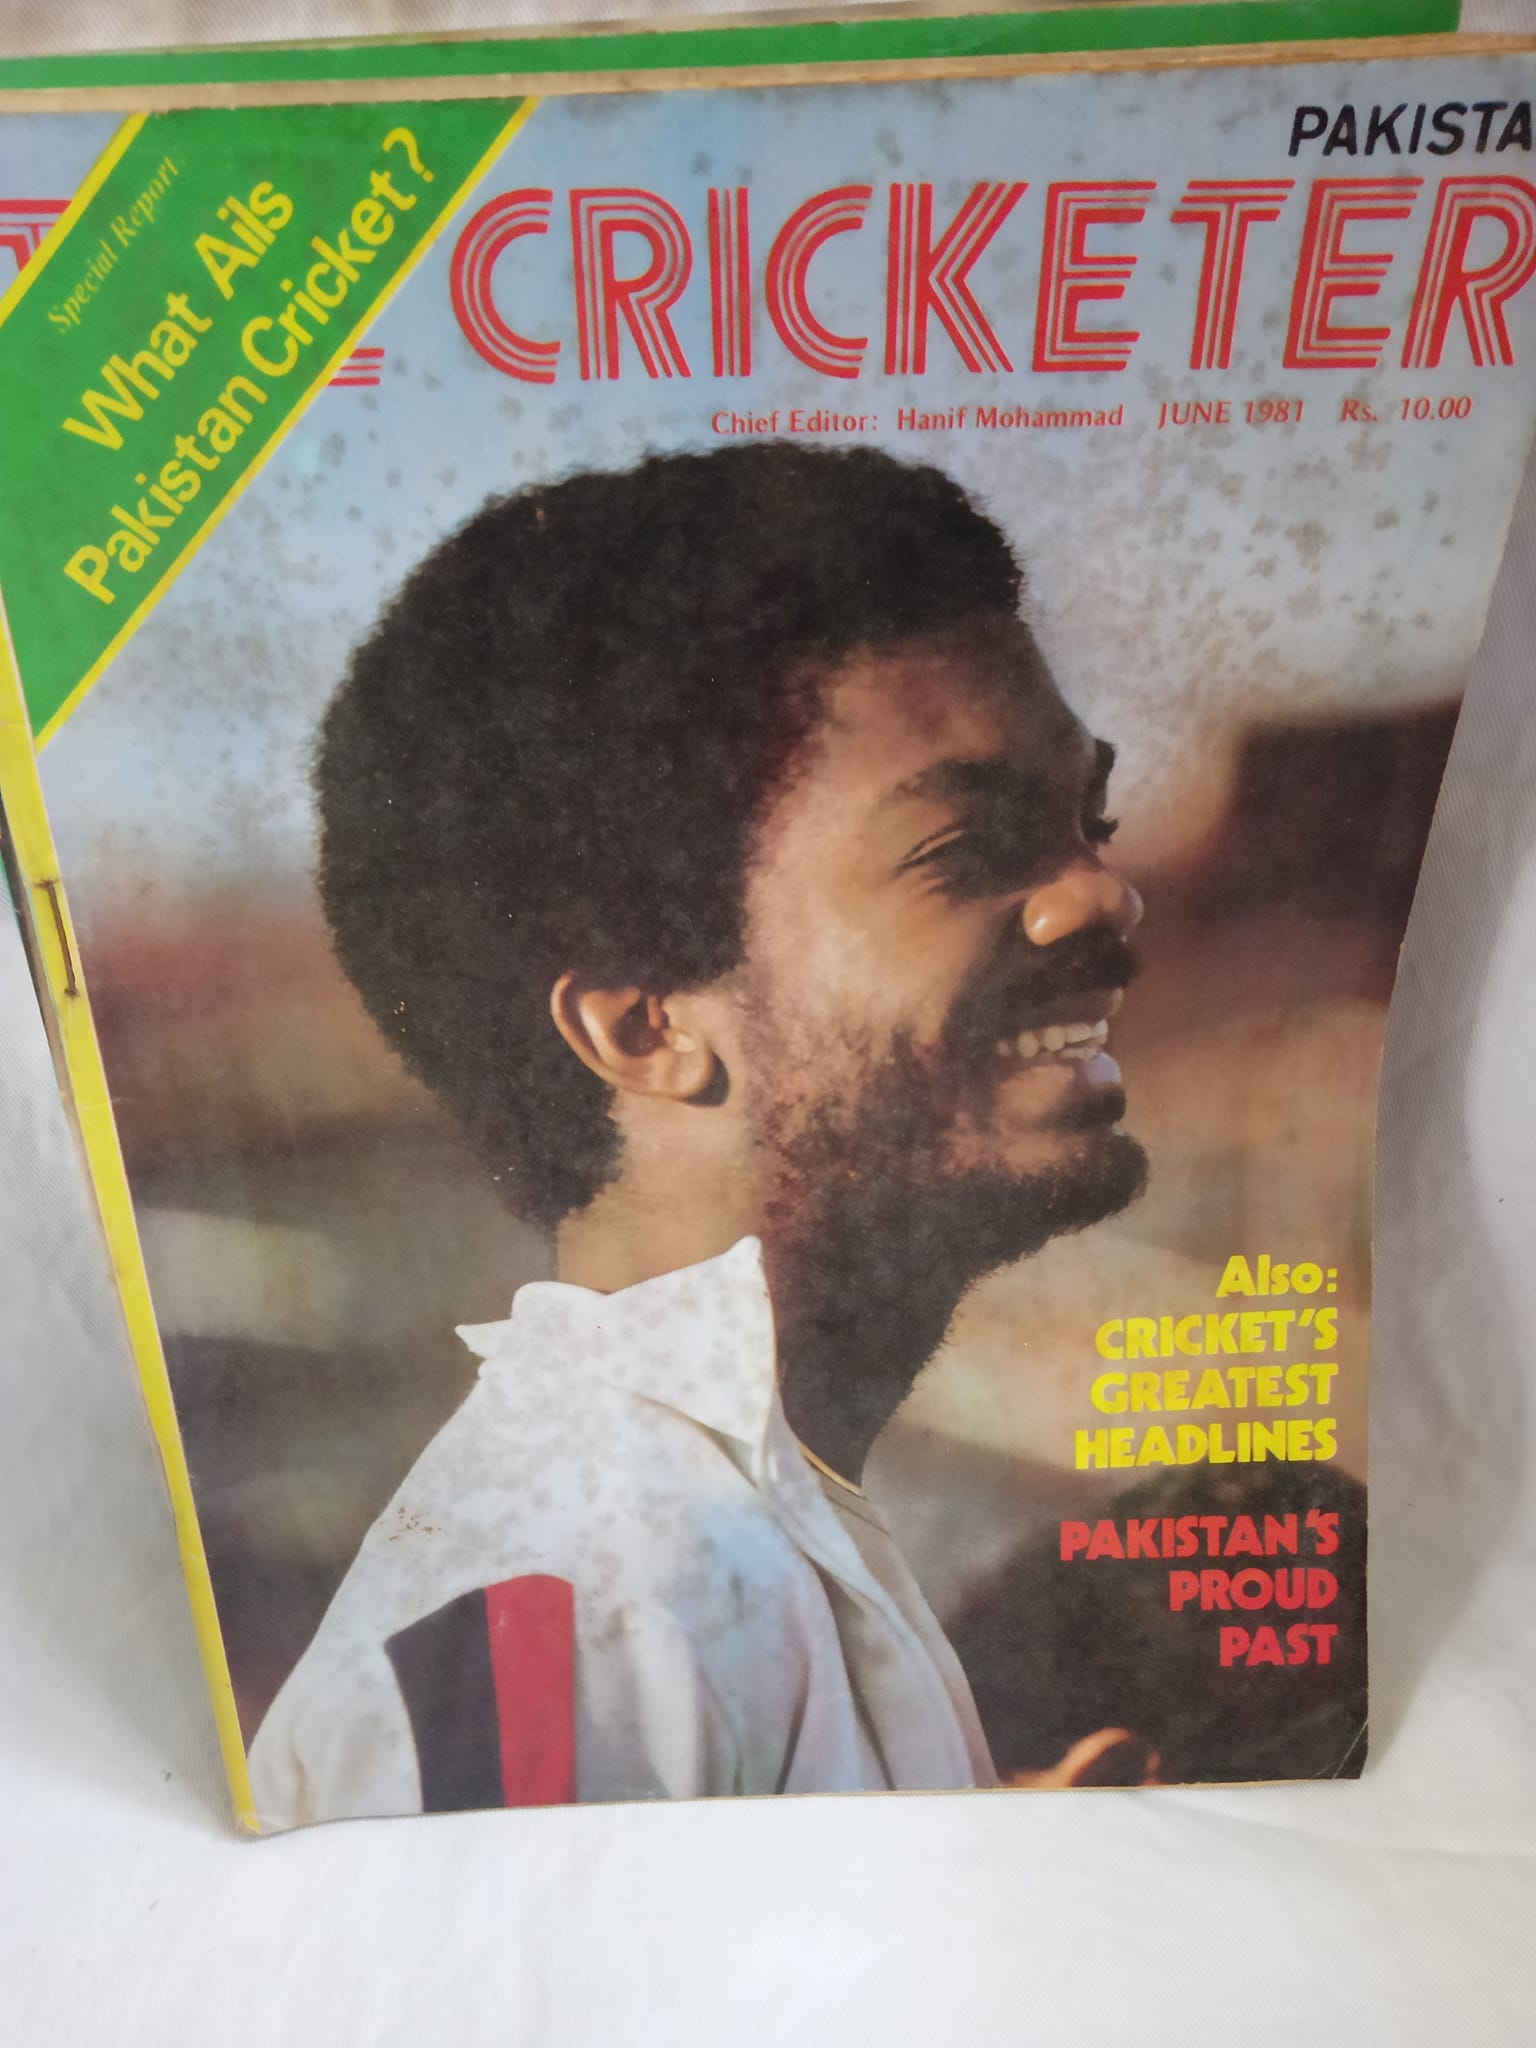 PAKISTA
CRICKETER
Chief Editor: Hanif Mohammad JUNE 1981 Rs. 10.00
Special Report:
What Ails
Pakistan Cricket?
Also:
CRICKET'S
GREATEST
HEADLINES
PAKISTAN'S
PROUD
PAST